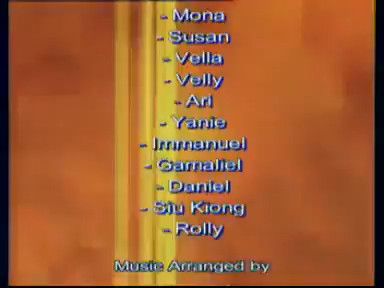 - Mona
- Susan
- Vella
- Velly
- Ari
- Yanie
- Immanuel
- Gamaliel
- Daniel
- Siu Kiong
- Rolly
Music Arranged by